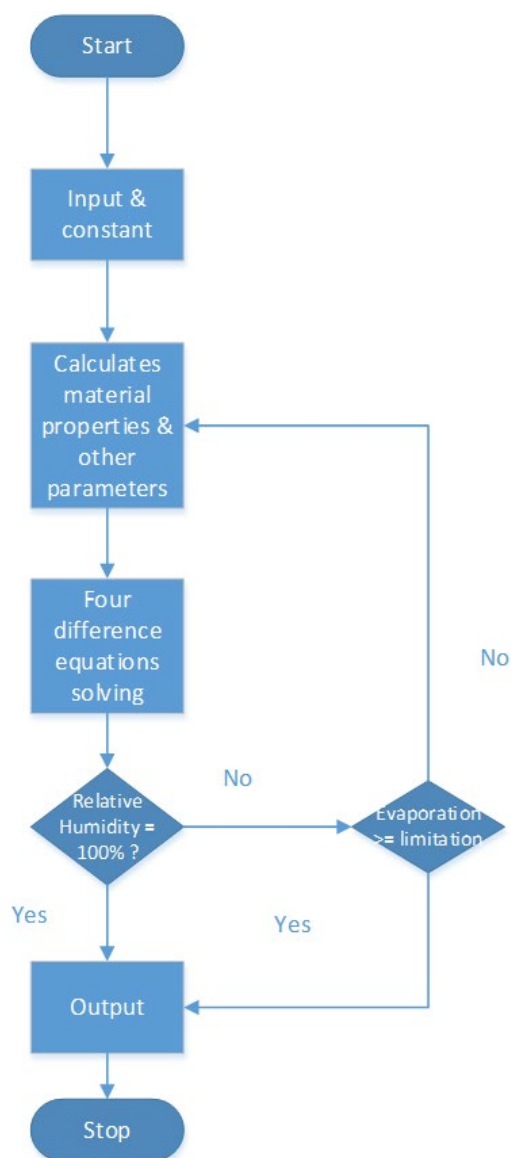 Start
Input &
constant
Calculates
material
properties &
other
parameters
Four
difference
equations
solving
No
No
Relative
Humidity =
100% ?
Evaporation
>= limitation
Yes
Yes
Output
Stop